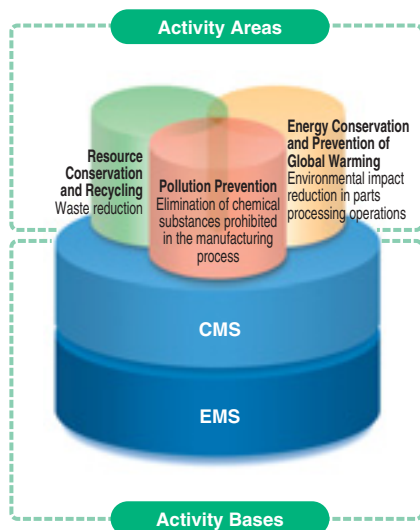 Activity Areas
Resource
Conservation
and Recycling
Waste reduction
Pollution Prevention
Elimination of chemical
substances prohibited
in the manufacturing
process
Energy Conservation
and Prevention of
Global Warming
Environmental impact
reduction in parts
processing operations
CMS
EMS
Activity Bases